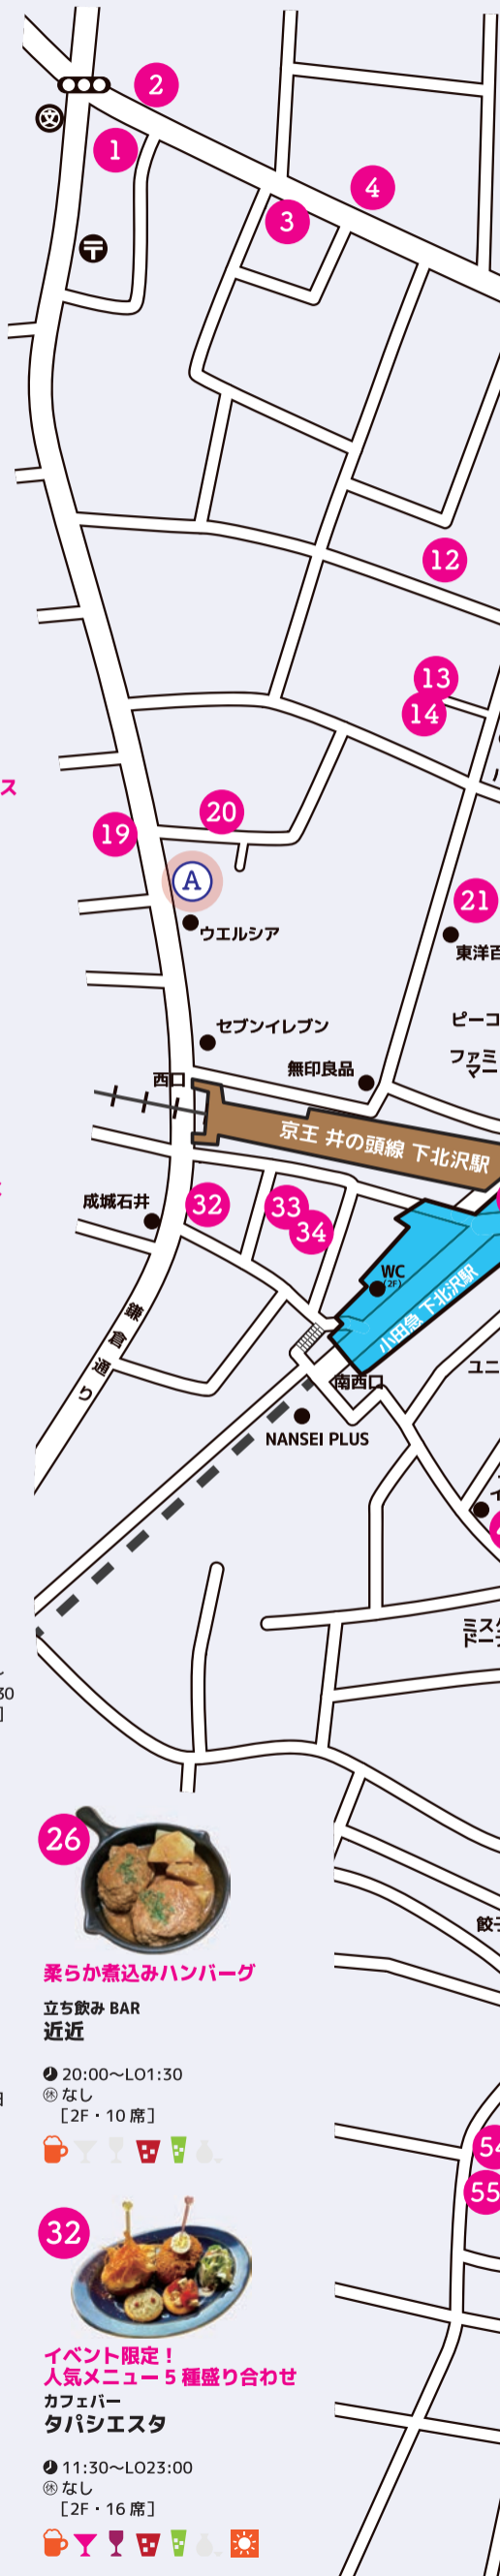 2
1
4
3
〒
12
13
14
ス
20
19
A
21
ウエルシア
東洋百
ピーコ
セブンイレブン
ファミ
マー
無印良品
西口
京王 井の頭線 下北沢駅
成城石井
32
33
34
WC
(2F)
小田急 下北沢駅
鎌倉通り
ユニ
南西口
NANSEI PLUS
ミス
ドー
30
26
柔らか煮込みハンバーグ
餃子
立ち飲み BAR
近近
20:00〜LO1:30
㊡ なし
［2F・10 席］
54
55
32
イベント限定！
人気メニュー 5 種盛り合わせ
カフェバー
タパシエスタ
11:30〜LO23:00
㊡ なし
［2F・16 席］